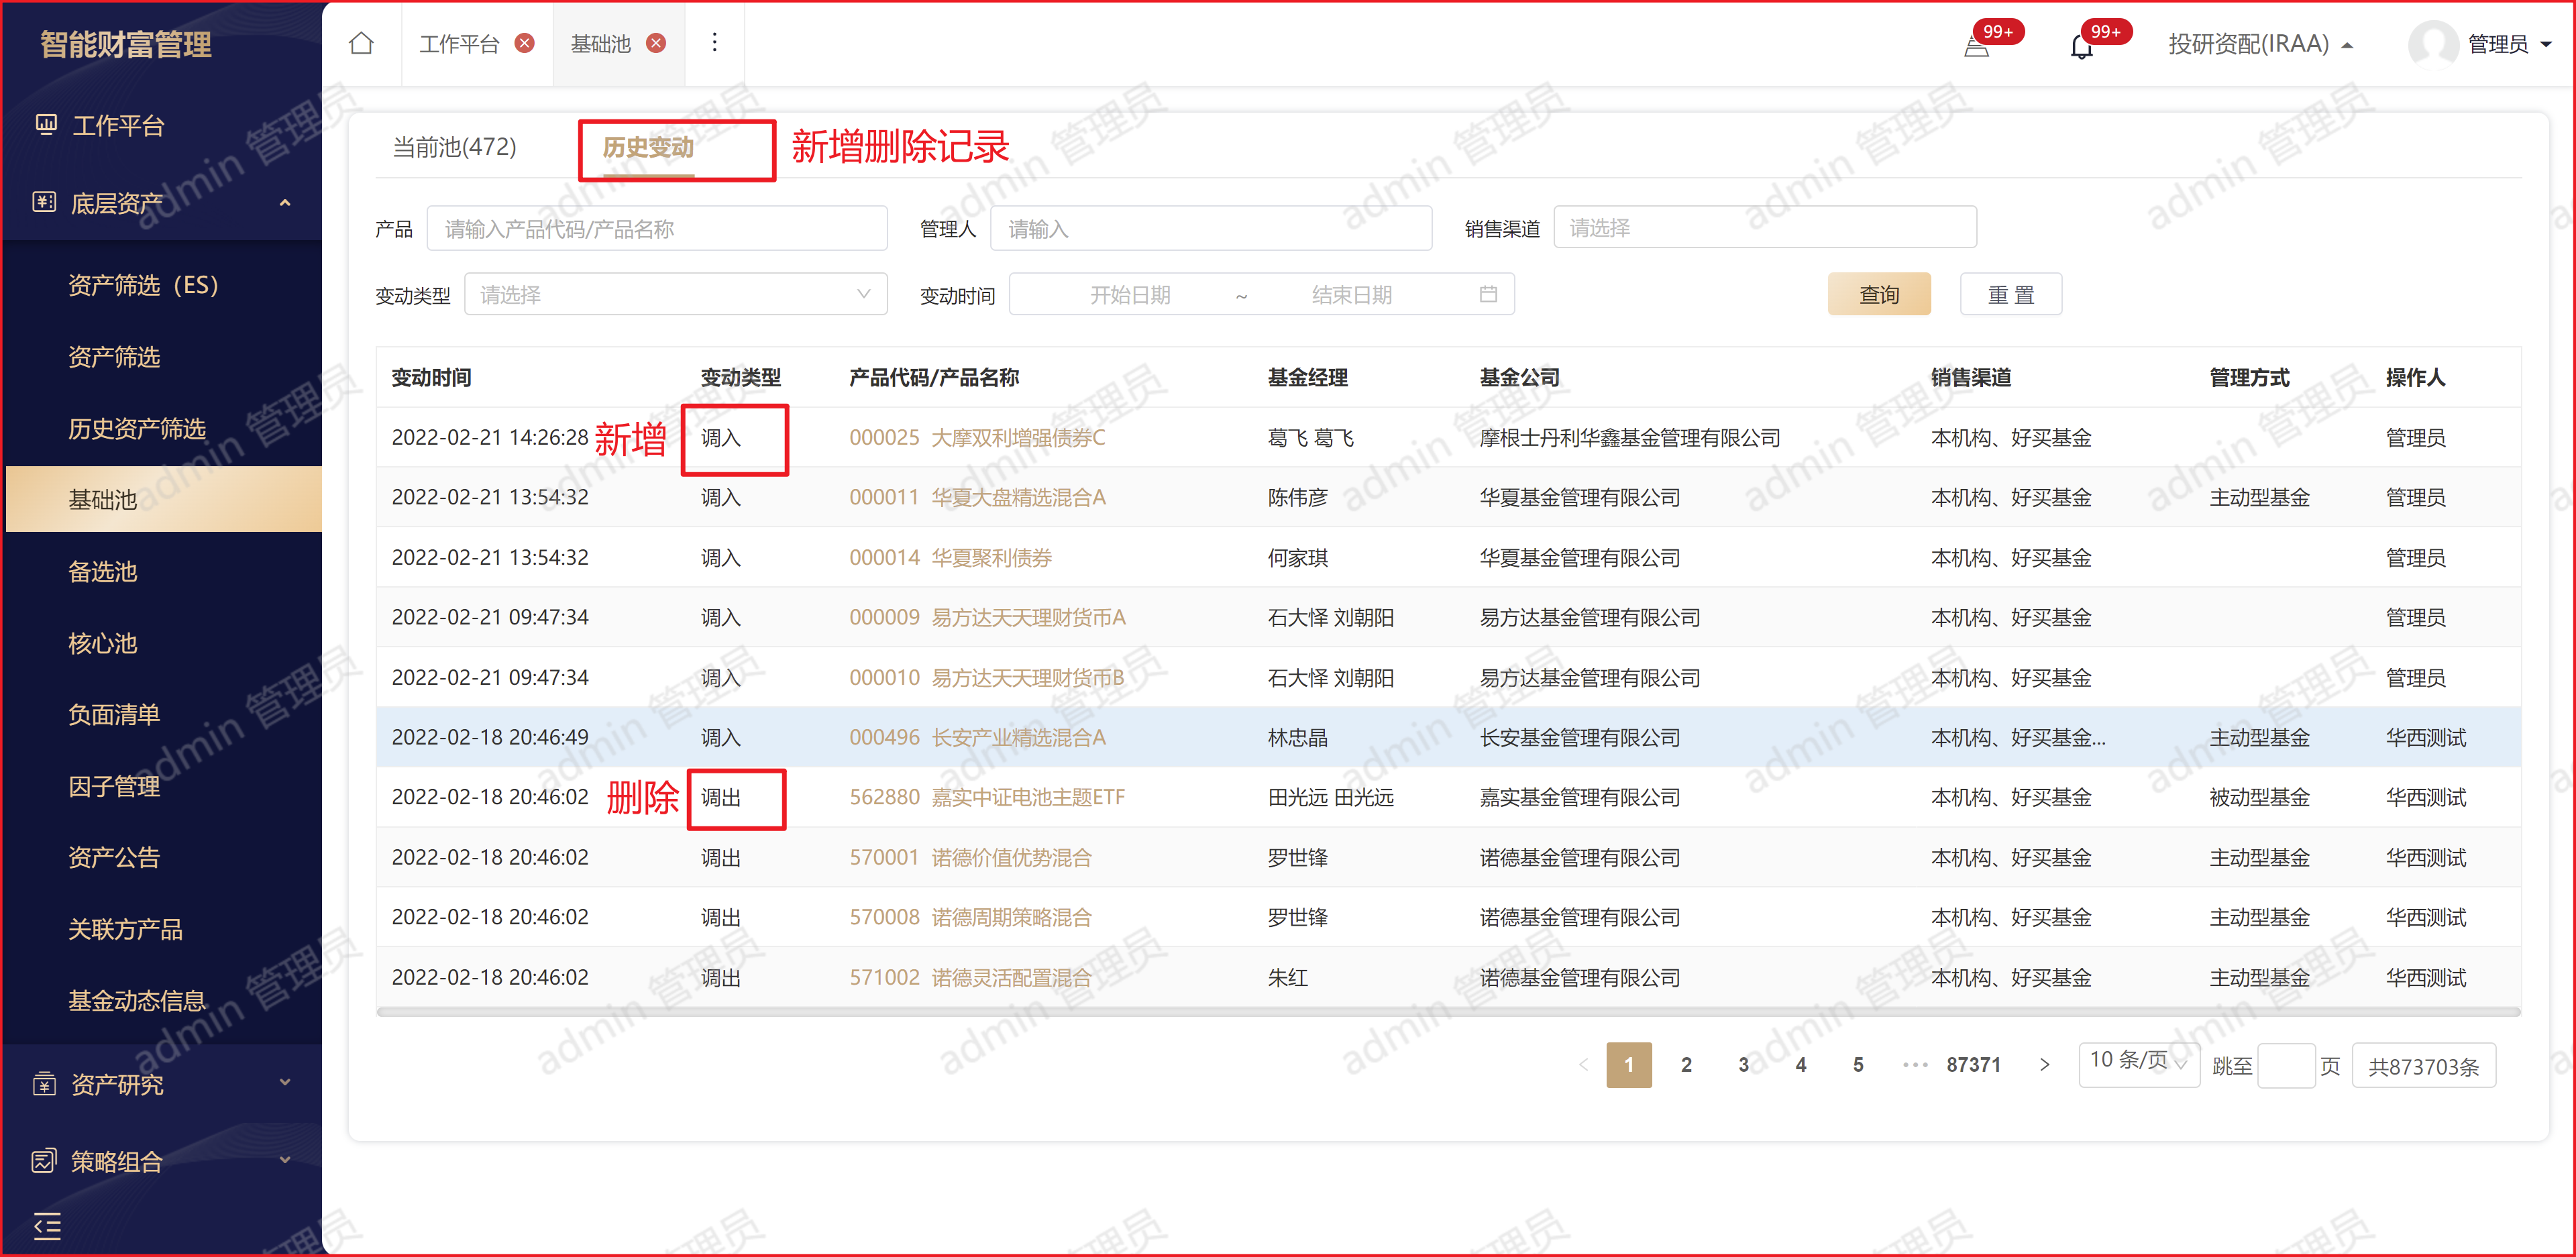 智能财富管理
工作平台
底层资产
资产筛选（ES）
资产筛选
历史资产筛选
基础池
备选池
核心池
负面清单
因子管理
资产公告
关联方产品
基金动态信息
资产研究
策略组合
工作平台 基础池 99+ 99+ 投研资配(IRAA) 管理员
当前池(472) 历史变动 新增删除记录
产品 请输入产品代码/产品名称 管理人 请输入 销售渠道 请选择
变动类型 请选择 变动时间 开始日期 ~ 结束日期 查询 重 置
变动时间 变动类型 产品代码/产品名称 基金经理 基金公司 销售渠道 管理方式 操作人
2022-02-21 14:26:28 新增 调入 000025 大摩双利增强债券C 葛飞 葛飞 摩根士丹利华鑫基金管理有限公司 本机构、好买基金 管理员
2022-02-21 13:54:32 调入 000011 华夏大盘精选混合A 陈伟彦 华夏基金管理有限公司 本机构、好买基金 主动型基金 管理员
2022-02-21 13:54:32 调入 000014 华夏聚利债券 何家琪 华夏基金管理有限公司 本机构、好买基金 管理员
2022-02-21 09:47:34 调入 000009 易方达天天理财货币A 石大怿 刘朝阳 易方达基金管理有限公司 本机构、好买基金 管理员
2022-02-21 09:47:34 调入 000010 易方达天天理财货币B 石大怿 刘朝阳 易方达基金管理有限公司 本机构、好买基金 管理员
2022-02-18 20:46:49 调入 000496 长安产业精选混合A 林忠晶 长安基金管理有限公司 本机构、好买基金... 主动型基金 华西测试
2022-02-18 20:46:02 删除 调出 562880 嘉实中证电池主题ETF 田光远 田光远 嘉实基金管理有限公司 本机构、好买基金 被动型基金 华西测试
2022-02-18 20:46:02 调出 570001 诺德价值优势混合 罗世锋 诺德基金管理有限公司 本机构、好买基金 主动型基金 华西测试
2022-02-18 20:46:02 调出 570008 诺德周期策略混合 罗世锋 诺德基金管理有限公司 本机构、好买基金 主动型基金 华西测试
2022-02-18 20:46:02 调出 571002 诺德灵活配置混合 朱红 诺德基金管理有限公司 本机构、好买基金 主动型基金 华西测试
1 2 3 4 5 ••• 87371 10 条/页 跳至 页 共873703条
admin 管理员